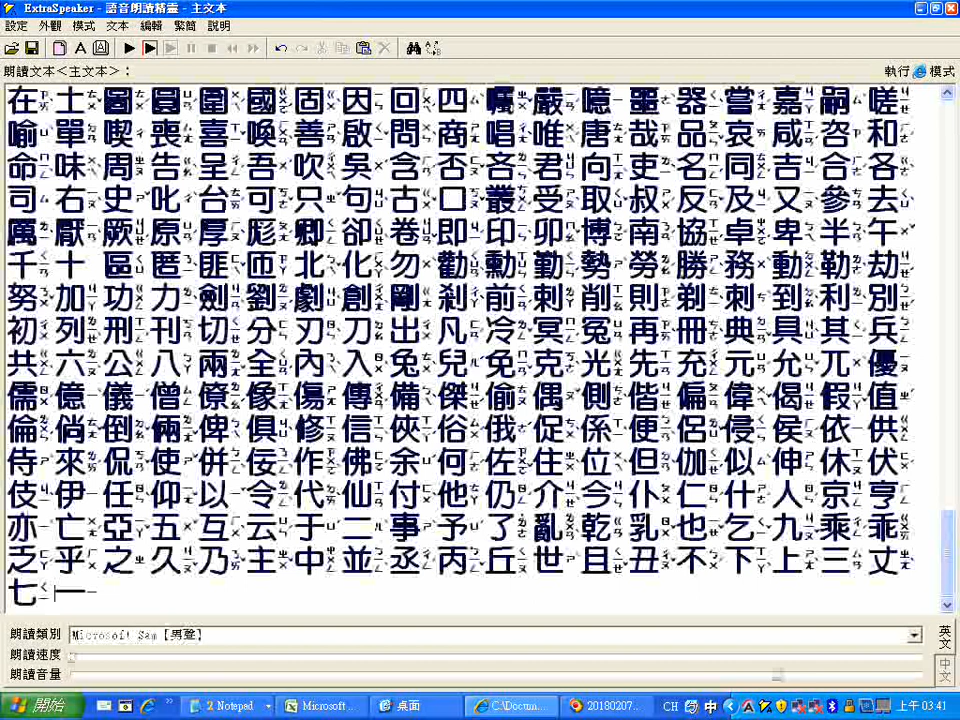 ExtraSpeaker - 語音朗讀精靈 - 主文本
設定 外觀 模式 文本 編輯 繁簡 說明
朗讀文本<主文本>： 執行 模式
在士圖圓圍國固因回四囑嚴噫噩器嘗嘉嗣嗟
喻單喫喪喜喚善啟問商唱唯唐哉品哀咸咨和
命味周告呈吾吹吳含否吝君向吏名同吉合各
司右史叱台可只句古口叢受取叔反及又參去
厲厭厥原厚厖卿卻卷即印卯博南協卓卑半午
千十區匿匪匝北化勿勸勳勤勢勞勝務動勒劫
努加功力劍劉劇創剛剎前刺削則剃刺到利別
初列刑刊切分刃刀出凡冷冥冤再冊典具其兵
共六公八兩全內入兔兒免克光先充元允兀優
儒億儀僧僚像傷傳備傑偷偶側偕偏偉偈假值
倫倘倒倆俾俱修信俠俗俄促係便侶侵侯依供
侍來侃使併佞作佛余何佐住位但伽似伸休伏
伎伊任仰以令代仙付他仍介今仆仁什人京亨
亦亡亞五互云于二事予了亂乾乳也乞九乘乖
乏乎之久乃主中並丞丙丘世且丑不下上三丈
七一
朗讀類別 Microsoft Sam【男聲】
朗讀速度
朗讀音量
英文
中文
開始 2 Notepad Microsoft ... 桌面 C:\Docum... 20180207... CH 中 上午 03:41